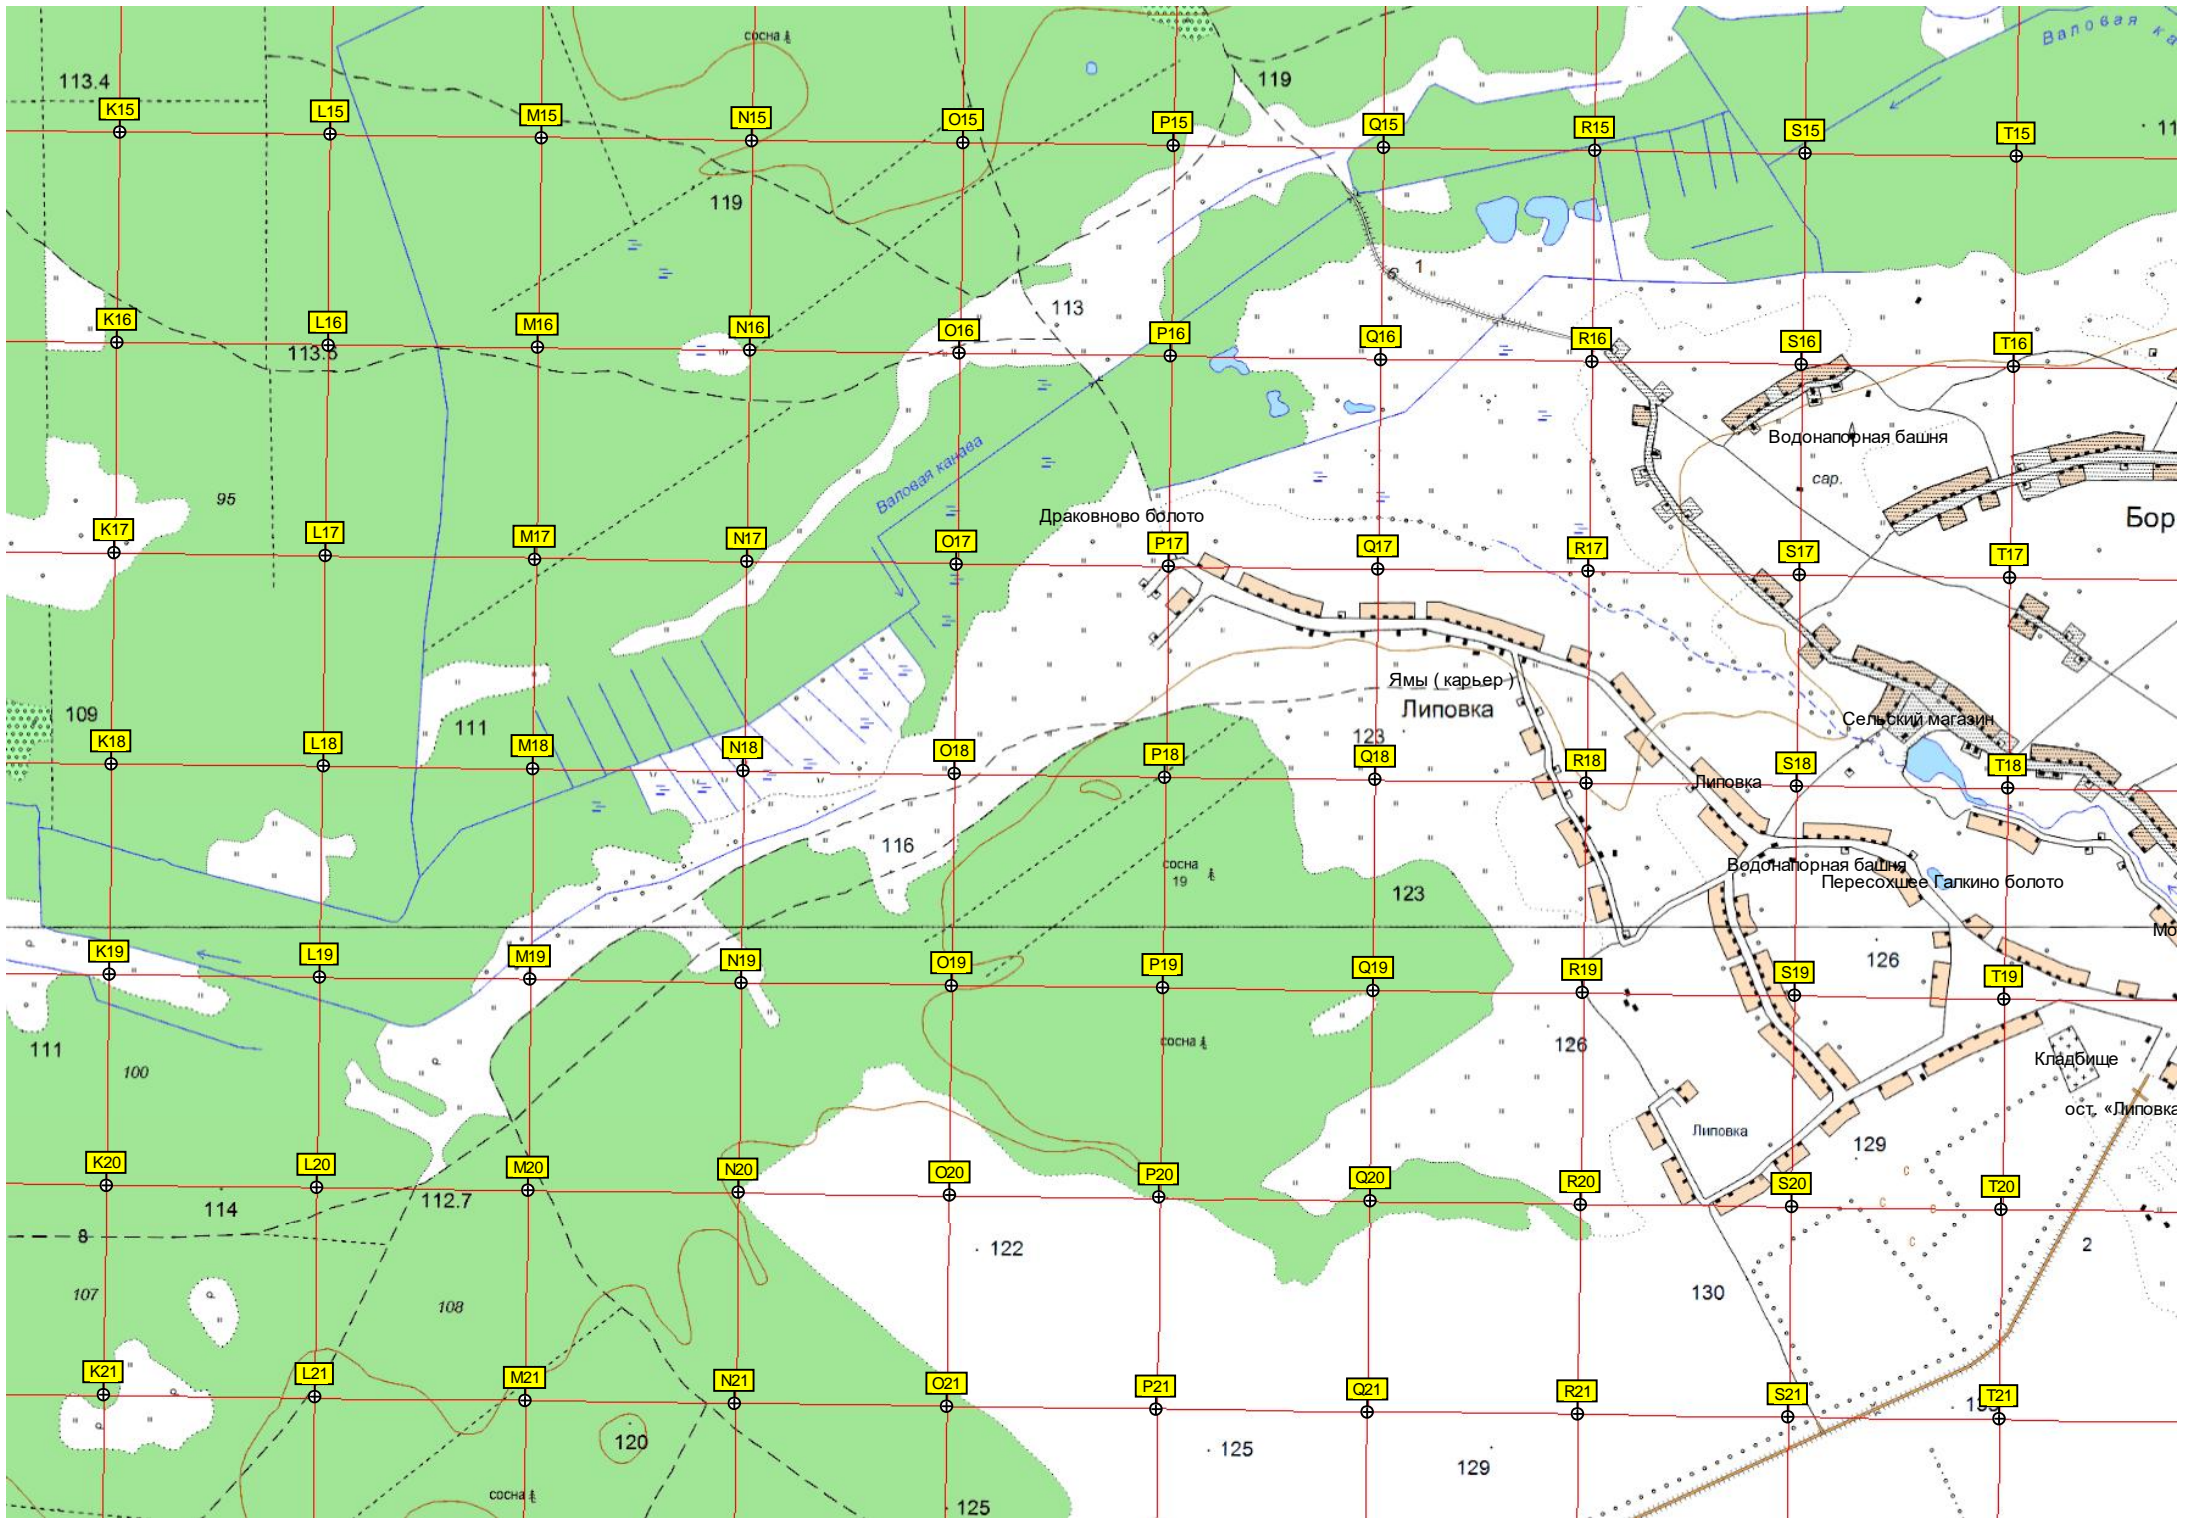 сосна
Валовая ка
113.4
119
K15
L15
M15
N15
O15
P15
Q15
R15
S15
T15
11
119
6
1
113
K16
L16
M16
N16
O16
P16
Q16
R16
S16
T16
113.5
Водонапорная башня
Валовая канава
сар.
95
Драковново болото
Бор
K17
L17
M17
N17
O17
P17
Q17
R17
S17
T17
Ямы ( карьер )
Липовка
109
111
Сельский магазин
123
K18
L18
M18
N18
O18
P18
Q18
R18
S18
T18
Липовка
116
сосна
19
Водонапорная башня
Пересохшее Галкино болото
123
Мо
K19
L19
M19
N19
O19
P19
Q19
R19
S19
T19
126
111
100
сосна
126
Кладбище
ост. «Липовка
Липовка
129
K20
L20
M20
N20
O20
P20
Q20
R20
S20
T20
с
с
с
с
114
112.7
8
122
2
107
108
130
K21
L21
M21
N21
O21
P21
Q21
R21
S21
T21
120
125
129
сосна
125